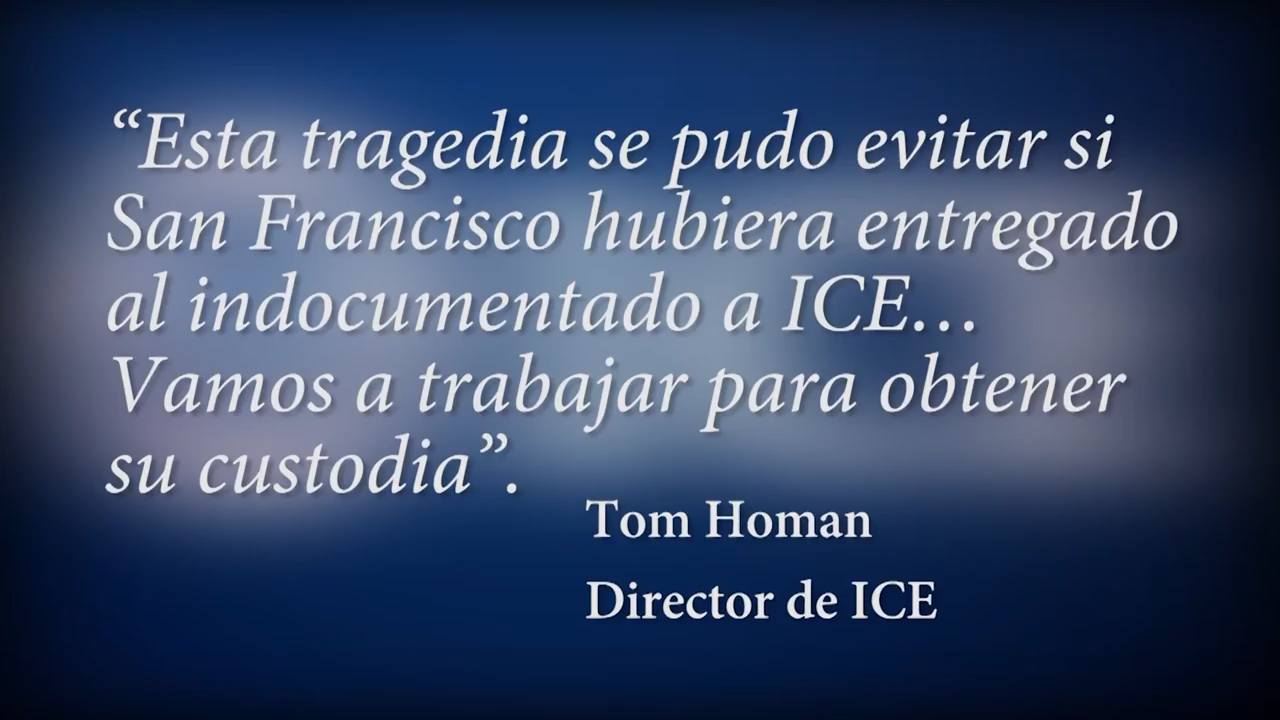 “Esta tragedia se pudo evitar si
San Francisco hubiera entregado
al indocumentado a ICE...
Vamos a trabajar para obtener
su custodia”.
Tom Homan
Director de ICE